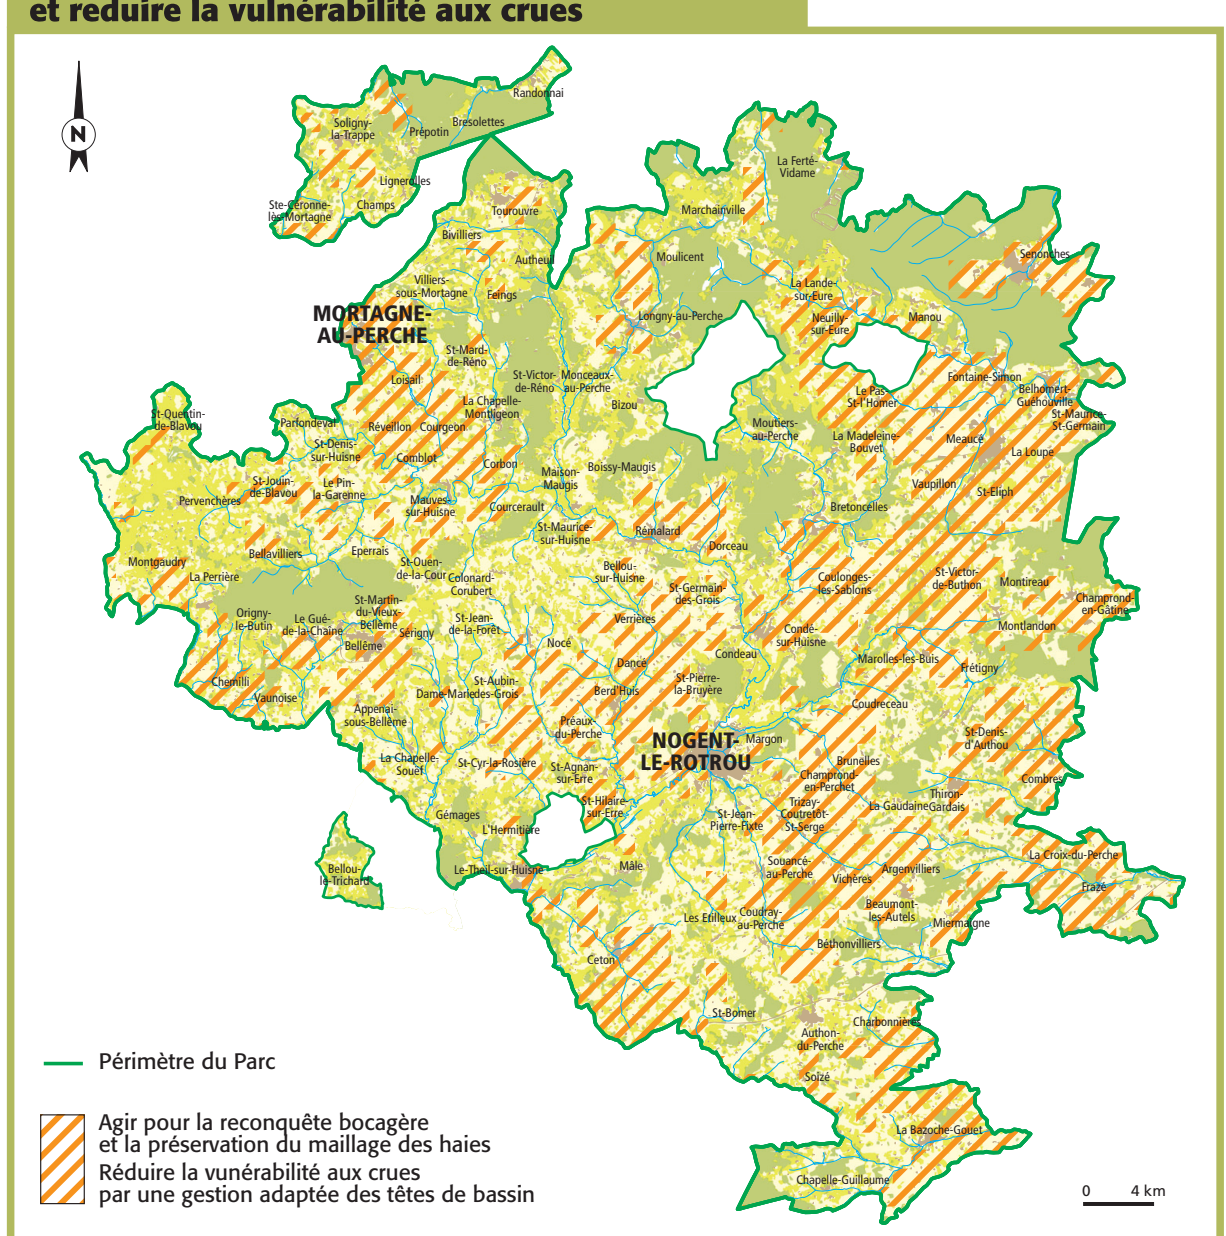 et réduire la vulnérabilité aux crues
N
Randonnai
Soligny-
la-Trappe
Prépotin
Bresolettes
Lignerolles
Ste-Céronne-
lès-Mortagne
Champs
La Ferté-
Vidame
Tourouvre
Marchainville
Bivilliers
Autheuil
Moulicent
Senonches
Villiers-
sous-Mortagne
Feings
La Lande-
sur-Eure
MORTAGNE-
AU-PERCHE
Longny-au-Perche
Neuilly-
sur-Eure
Manou
St-Mard-
de-Réno
Loisail
St-Victor-
de-Réno
Monceaux-
au-Perche
Fontaine-Simon
Le Pas-
St-l'Homer
Belhomert-
Guéhouville
La Chapelle-
Montligeon
Bizou
St-Maurice-
St-Germain
St-Quentin-
de-Blavou
Parfondeval
Réveillon
Courgeon
Moutiers-
au-Perche
La Madeleine-
Bouvet
Meaucé
La Loupe
St-Denis-
sur-Huisne
Comblot
Corbon
Maison-
Maugis
Boissy-Maugis
St-Jouin-
de-Blavou
Le Pin-
la-Garenne
Vaupillon
St-Eliph
Pervenchères
Mauves-
sur-Huisne
Courcerault
Bretoncelles
St-Maurice-
sur-Huisne
Rémalard
Dorceau
Bellavilliers
Eperrais
Montgaudry
La Perrière
St-Ouen-
de-la-Cour
Colonard-
Corubert
Bellou-
sur-Huisne
St-Germain-
des-Grois
Coulonges-
les-Sablons
St-Victor-
de-Buthon
Montireau
Champrond-
en-Gâtine
Origny-
le-Butin
Le Gué-
de-la-Chaîne
St-Martin-
du-Vieux-
Bellême
Sérigny
St-Jean-
de-la-Forêt
Verrières
Montlandon
Bellême
Nocé
Condé-
sur-Huisne
Condeau
Marolles-les-Buis
Frétigny
Dancé
Chemilli
Vaunoise
St-Aubin-
des-Grois
Dame-Marie
Berd'Huis
St-Pierre-
la-Bruyère
Coudreceau
Appenai-
sous-Bellême
Préaux-
du-Perche
NOGENT-
LE-ROTROU
Margon
St-Denis-
d'Authou
La Chapelle-
Souëf
St-Cyr-la-Rosière
St-Agnan-
sur-Erre
Brunelles
Champrond-
en-Perchet
Combres
Gémages
L'Hermitière
St-Hilaire-
sur-Erre
St-Jean-
Pierre-Fixte
Trizay-
Coutretôt-
St-Serge
La Gaudaine
Thiron-
Gardais
Bellou-
le-Trichard
Le-Theil-sur-Huisne
Mâle
Souancé-
au-Perche
Vichères
Argenvilliers
La Croix-du-Perche
Frazé
Les Etilleux
Coudray-
au-Perche
Beaumont-
les-Autels
Miermaigne
Béthonvilliers
Ceton
St-Bomer
Authon-
du-Perche
Charbonnières
Soizé
La Bazoche-Gouet
Chapelle-Guillaume
Périmètre du Parc
Agir pour la reconquête bocagère
et la préservation du maillage des haies
Réduire la vunérabilité aux crues
par une gestion adaptée des têtes de bassin
0 4 km